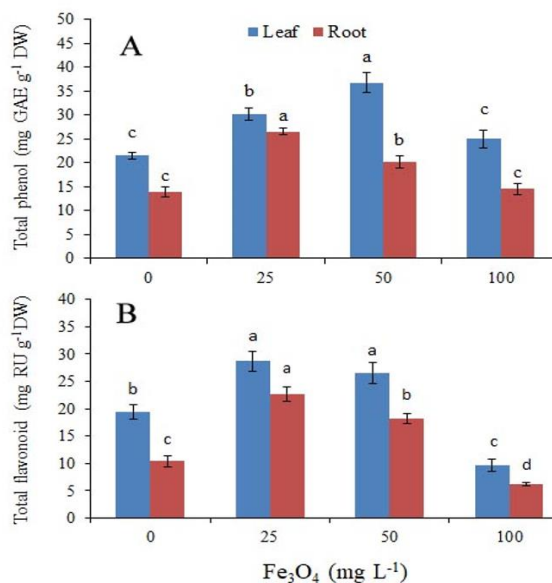 Leaf Root
A
Total phenol (mg GAE g⁻¹ DW)
50
45
40
35
30
25
20
15
10
5
0
c c b a a b c c
0 25 50 100
B
Total flavonoid (mg RU g⁻¹DW)
40
35
30
25
20
15
10
5
0
b c a a a b c d
0 25 50 100
Fe₃O₄ (mg L⁻¹)